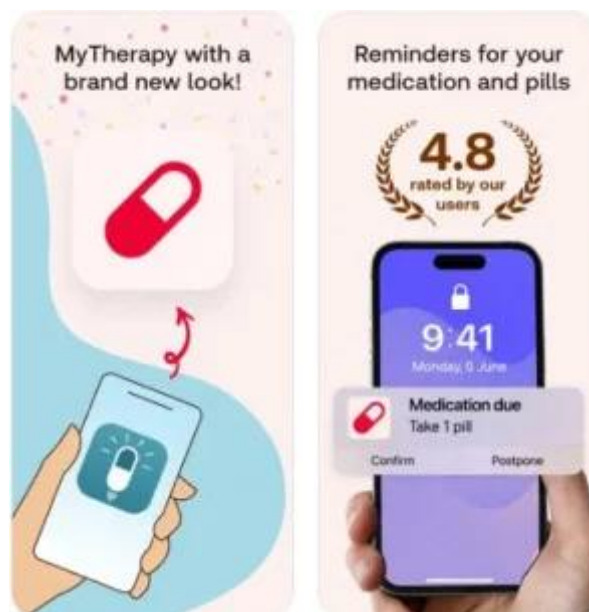 MyTherapy with a
brand new look!
Reminders for your
medication and pills
4.8
rated by our
users
9:41
Monday, 6 June
Medication due
Take 1 pill
Confirm
Postpone